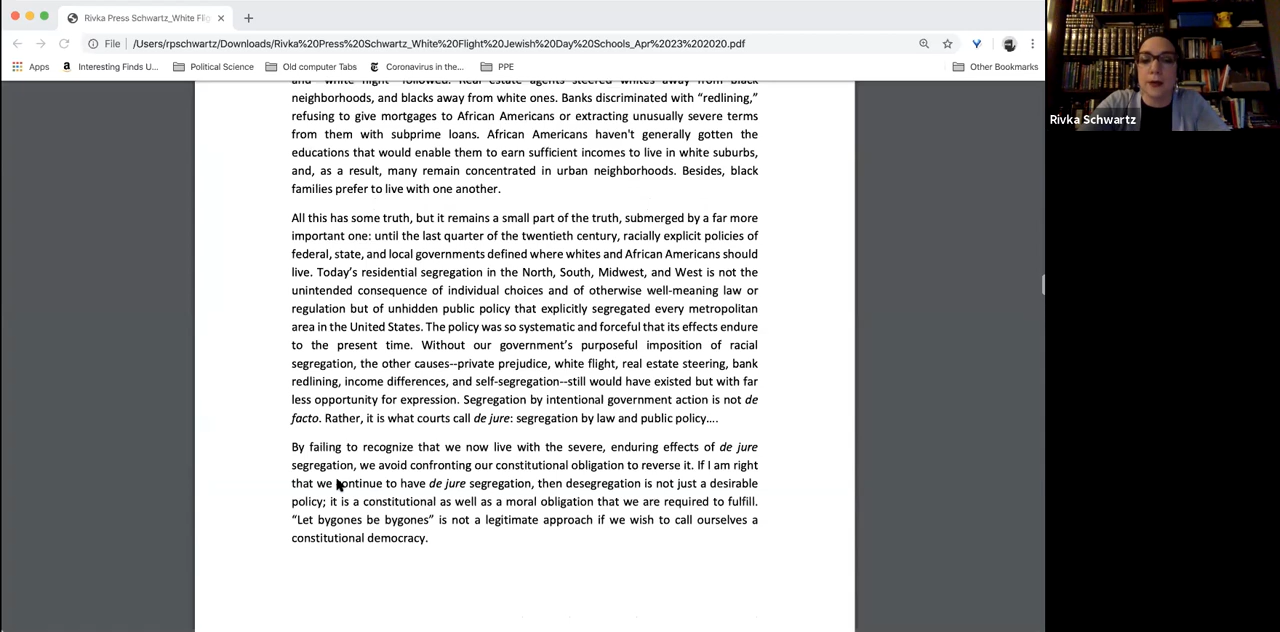 Rivka Press Schwartz_White Flig
File
/Users/rpschwartz/Downloads/Rivka%20Press%20Schwartz_White%20Flight%20Jewish%20Day%20Schools_Apr%2023%202020.pdf
Apps
Interesting Finds U...
Political Science
Old computer Tabs
Coronavirus in the...
PPE
Other Bookmarks
Rivka Schwartz
and "white flight" followed. Real estate agents steered whites away from black
neighborhoods, and blacks away from white ones. Banks discriminated with “redlining,”
refusing to give mortgages to African Americans or extracting unusually severe terms
from them with subprime loans. African Americans haven't generally gotten the
educations that would enable them to earn sufficient incomes to live in white suburbs,
and, as a result, many remain concentrated in urban neighborhoods. Besides, black
families prefer to live with one another.
All this has some truth, but it remains a small part of the truth, submerged by a far more
important one: until the last quarter of the twentieth century, racially explicit policies of
federal, state, and local governments defined where whites and African Americans should
live. Today’s residential segregation in the North, South, Midwest, and West is not the
unintended consequence of individual choices and of otherwise well-meaning law or
regulation but of unhidden public policy that explicitly segregated every metropolitan
area in the United States. The policy was so systematic and forceful that its effects endure
to the present time. Without our government’s purposeful imposition of racial
segregation, the other causes--private prejudice, white flight, real estate steering, bank
redlining, income differences, and self-segregation--still would have existed but with far
less opportunity for expression. Segregation by intentional government action is not de
facto. Rather, it is what courts call de jure: segregation by law and public policy....
By failing to recognize that we now live with the severe, enduring effects of de jure
segregation, we avoid confronting our constitutional obligation to reverse it. If I am right
that we continue to have de jure segregation, then desegregation is not just a desirable
policy; it is a constitutional as well as a moral obligation that we are required to fulfill.
“Let bygones be bygones” is not a legitimate approach if we wish to call ourselves a
constitutional democracy.